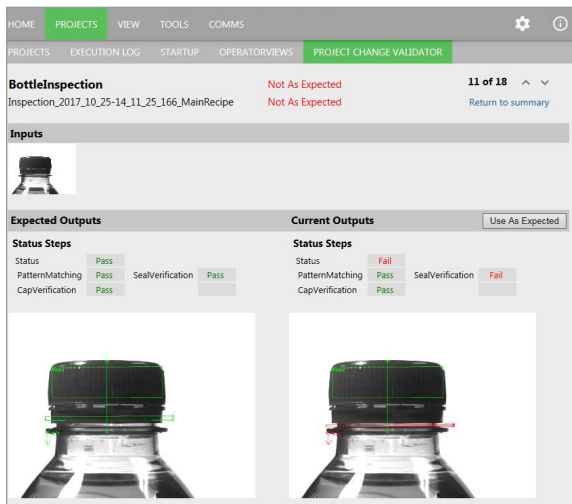 HOME PROJECTS VIEW TOOLS COMMS
PROJECTS EXECUTION LOG STARTUP OPERATORVIEWS PROJECT CHANGE VALIDATOR
BottleInspection Not As Expected 11 of 18
Inspection_2017_10_25-14_11_25_166_MainRecipe Not As Expected Return to summary
Inputs
Expected Outputs Current Outputs Use As Expected
Status Steps Status Steps
Status Pass Status Fail
PatternMatching Pass SealVerification Pass PatternMatching Pass SealVerification Fail
CapVerification Pass CapVerification Pass